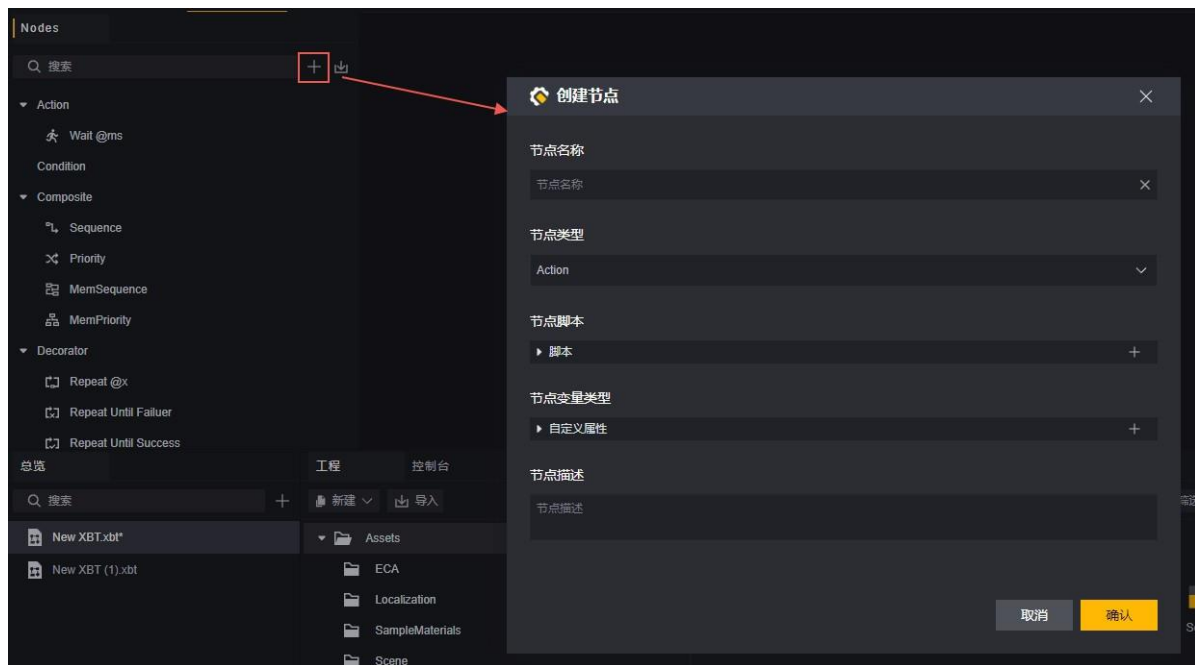 Nodes
搜索
Action
Wait @ms
Condition
Composite
Sequence
Priority
MemSequence
MemPriority
Decorator
Repeat @x
Repeat Until Failuer
Repeat Until Success
总览
搜索
New XBT.xbt*
New XBT (1).xbt
工程 控制台
新建 导入
Assets
ECA
Localization
SampleMaterials
Scene
创建节点
节点名称
节点名称
节点类型
Action
节点脚本
脚本
节点变量类型
自定义属性
节点描述
节点描述
取消 确认